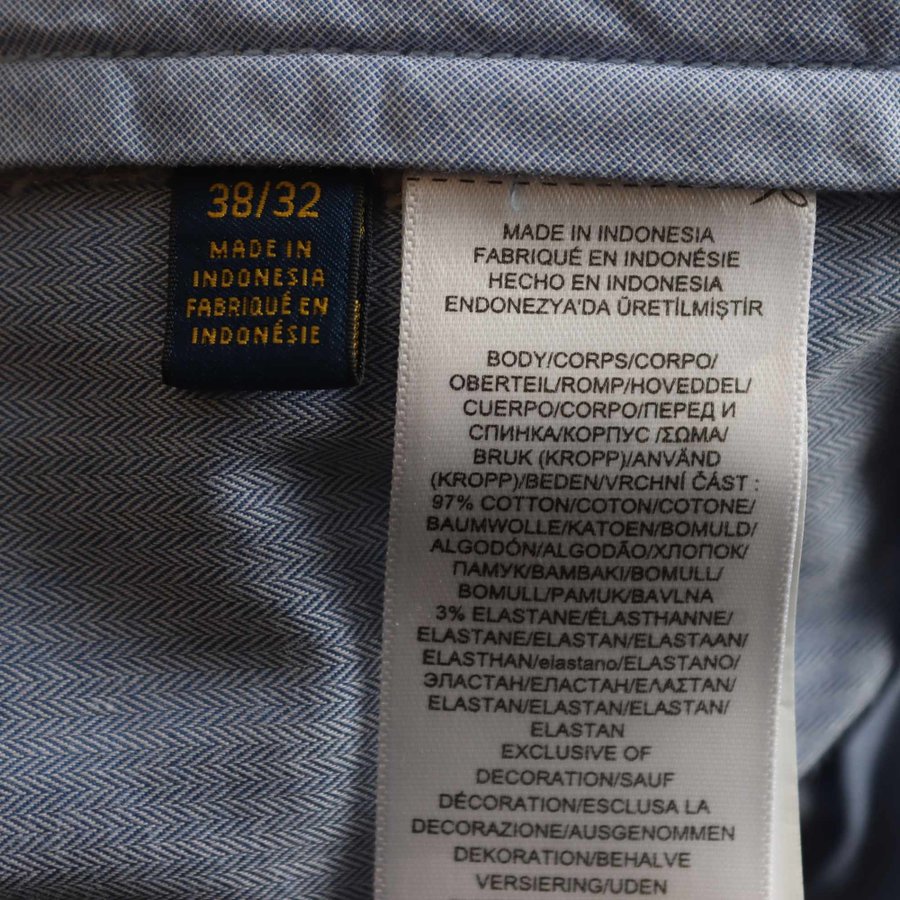 38/32
MADE IN
INDONESIA
FABRIQUÉ EN
INDONÉSIE
MADE IN INDONESIA
FABRIQUÉ EN INDONÉSIE
HECHO EN INDONESIA
ENDONEZYA'DA ÜRETİLMİŞTİR
BODY/CORPS/CORPO/
OBERTEIL/ROMP/HOVEDDEL/
CUERPO/CORPO/ПЕРЕД И
СПИНКА/КОРПУС /ΣΩΜΑ/
BRUK (KROPP)/ANVÄND
(KROPP)/BEDEN/VRCHNÍ ČÁST :
97% COTTON/COTON/COTONE/
BAUMWOLLE/KATOEN/BOMULD/
ALGODÓN/ALGODÃO/ХЛОПОК/
ПАМУК/ΒΑΜΒΑΚΙ/BOMULL/
BOMULL/PAMUK/BAVLNA
3% ELASTANE/ÉLASTHANNE/
ELASTANE/ELASTAN/ELASTAAN/
ELASTHAN/elastano/ELASTANO/
ЭЛАСТАН/ЕЛАСТАН/ΕΛΑΣΤΑΝ/
ELASTAN/ELASTAN/ELASTAN/
ELASTAN
EXCLUSIVE OF
DECORATION/SAUF
DÉCORATION/ESCLUSA LA
DECORAZIONE/AUSGENOMMEN
DEKORATION/BEHALVE
VERSIERING/UDEN